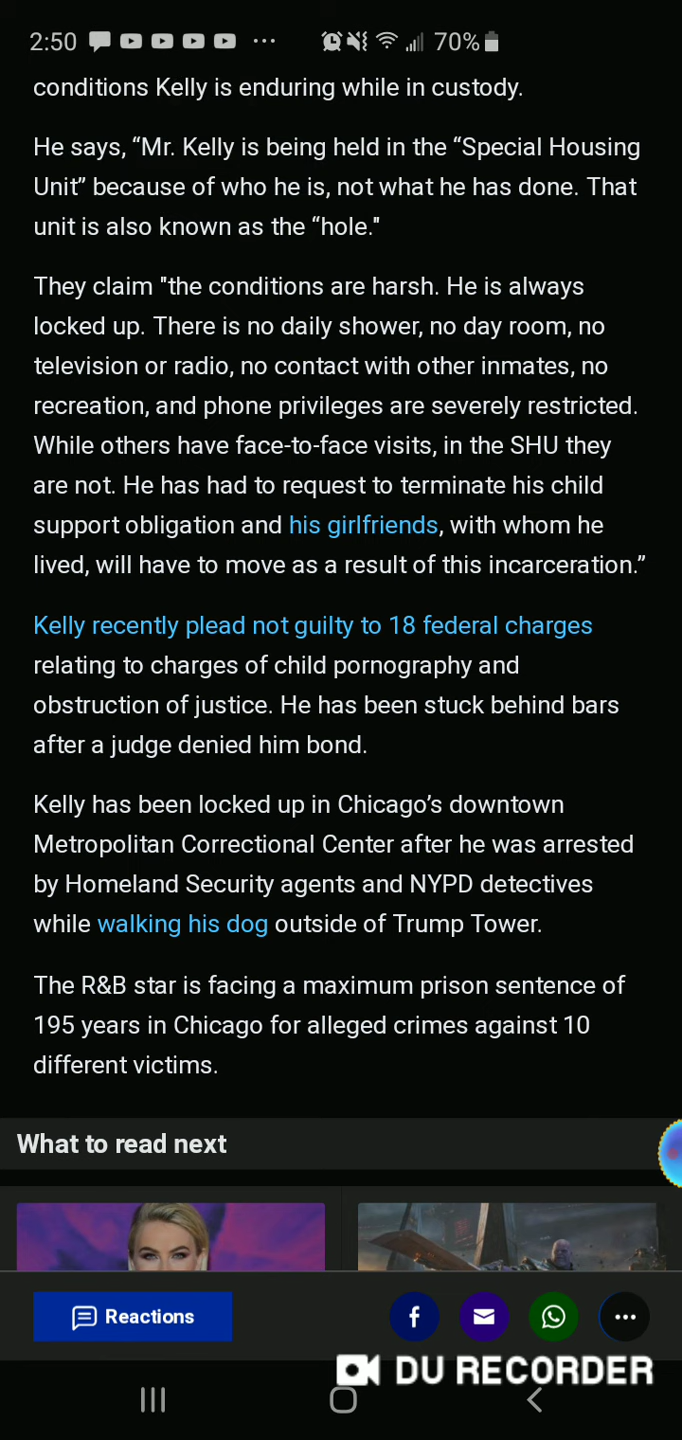 2:50 70%
conditions Kelly is enduring while in custody.
He says, “Mr. Kelly is being held in the “Special Housing
Unit” because of who he is, not what he has done. That
unit is also known as the “hole."
They claim "the conditions are harsh. He is always
locked up. There is no daily shower, no day room, no
television or radio, no contact with other inmates, no
recreation, and phone privileges are severely restricted.
While others have face-to-face visits, in the SHU they
are not. He has had to request to terminate his child
support obligation and his girlfriends, with whom he
lived, will have to move as a result of this incarceration.”
Kelly recently plead not guilty to 18 federal charges
relating to charges of child pornography and
obstruction of justice. He has been stuck behind bars
after a judge denied him bond.
Kelly has been locked up in Chicago’s downtown
Metropolitan Correctional Center after he was arrested
by Homeland Security agents and NYPD detectives
while walking his dog outside of Trump Tower.
The R&B star is facing a maximum prison sentence of
195 years in Chicago for alleged crimes against 10
different victims.
What to read next
Reactions
DU RECORDER